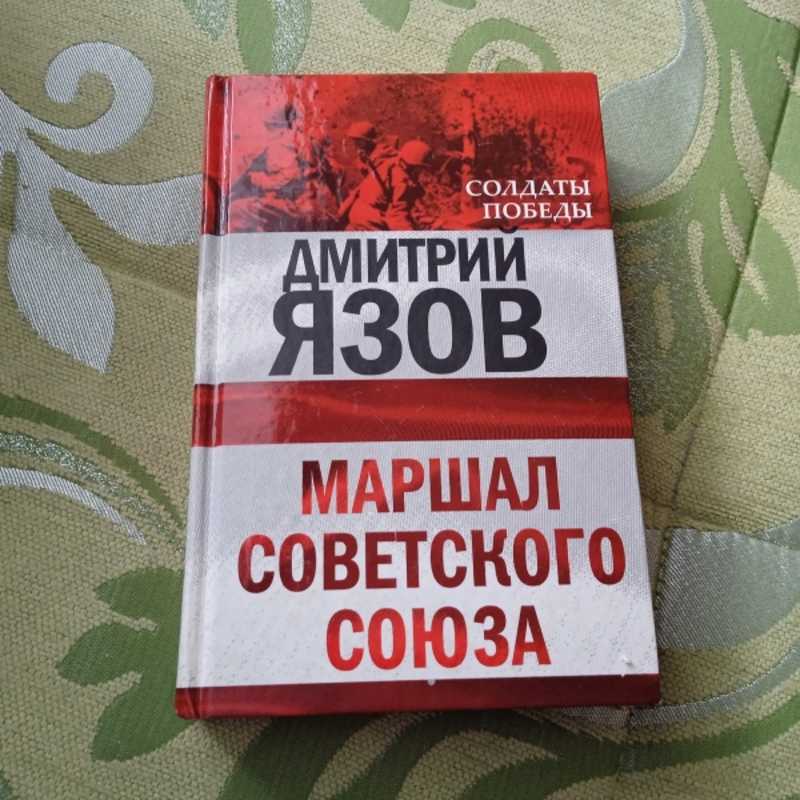 СОЛДАТЫ
ПОБЕДЫ
ДМИТРИЙ
ЯЗОВ
МАРШАЛ
СОВЕТСКОГО
СОЮЗА